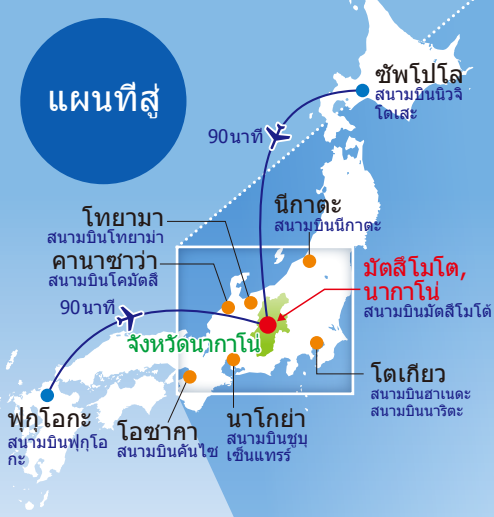 แผนที่สู่
ซัพโปโล
สนามบินนิวจิ
โตเสะ
90นาที
นีกาตะ
สนามบินนีกาตะ
โทยามา
สนามบินโทยาม่า
คานาซาว่า
สนามบินโคมัตสึ
มัตสึโมโต,
นากาโน่
สนามบินมัตสึโมโต้
90นาที
จังหวัดนากาโน่
โตเกียว
สนามบินฮาเนดะ
สนามบินนาริตะ
ฟุกุโอกะ
สนามบินฟุกุโอ
กะ
โอซากา
สนามบินคันไซ
นาโกย่า
สนามบินชูบุ
เซ็นแทรร์